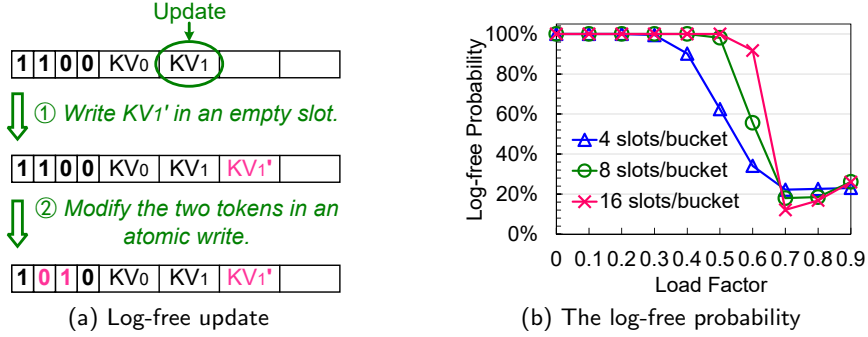 Update
1 1 0 0 KV0 KV1
① Write KV1' in an empty slot.
1 1 0 0 KV0 KV1 KV1'
② Modify the two tokens in an
atomic write.
1 0 1 0 KV0 KV1 KV1'
(a) Log-free update
Log-free Probability
100%
80%
60%
40%
20%
0%
4 slots/bucket
8 slots/bucket
16 slots/bucket
0 0.1 0.2 0.3 0.4 0.5 0.6 0.7 0.8 0.9
Load Factor
(b) The log-free probability